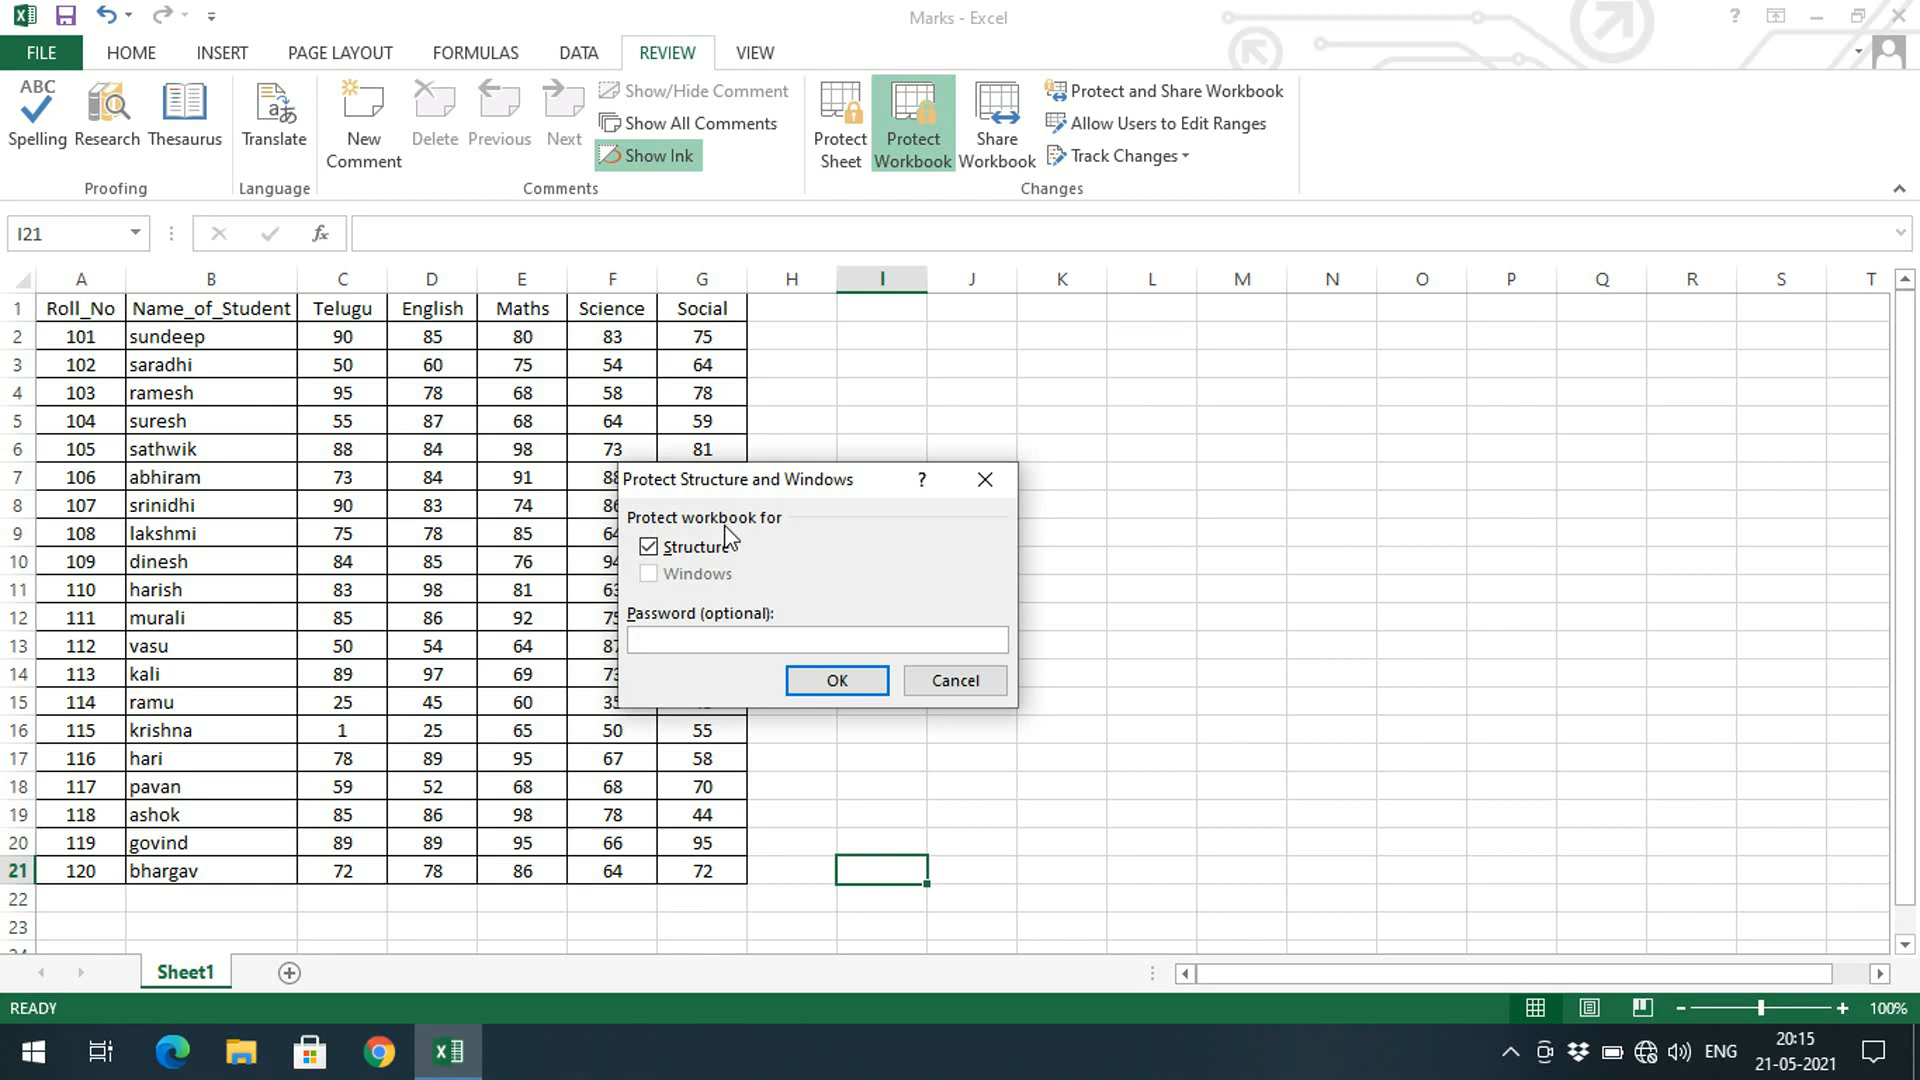 Marks - Excel
FILE HOME INSERT PAGE LAYOUT FORMULAS DATA REVIEW VIEW
ABC
Spelling Research Thesaurus Translate New Comment Delete Previous Next Show/Hide Comment Show All Comments Show Ink Protect Sheet Protect Workbook Share Workbook Protect and Share Workbook Allow Users to Edit Ranges Track Changes
Proofing Language Comments Changes
I21 fx
A B C D E F G H I J K L M N O P Q R S T
1 Roll_No Name_of_Student Telugu English Maths Science Social
2 101 sundeep 90 85 80 83 75
3 102 saradhi 50 60 75 54 64
4 103 ramesh 95 78 68 58 78
5 104 suresh 55 87 68 64 59
6 105 sathwik 88 84 98 73 81
7 106 abhiram 73 84 91
8 107 srinidhi 90 83 74
9 108 lakshmi 75 78 85
10 109 dinesh 84 85 76
11 110 harish 83 98 81
12 111 murali 85 86 92
13 112 vasu 50 54 64
14 113 kali 89 97 69
15 114 ramu 25 45 60
16 115 krishna 1 25 65 50 55
17 116 hari 78 89 95 67 58
18 117 pavan 59 52 68 68 70
19 118 ashok 85 86 98 78 44
20 119 govind 89 89 95 66 95
21 120 bhargav 72 78 86 64 72
22
23
Protect Structure and Windows ?
Protect workbook for
Structure
Windows
Password (optional):
OK Cancel
Sheet1
READY 100%
ENG 20:15
21-05-2021